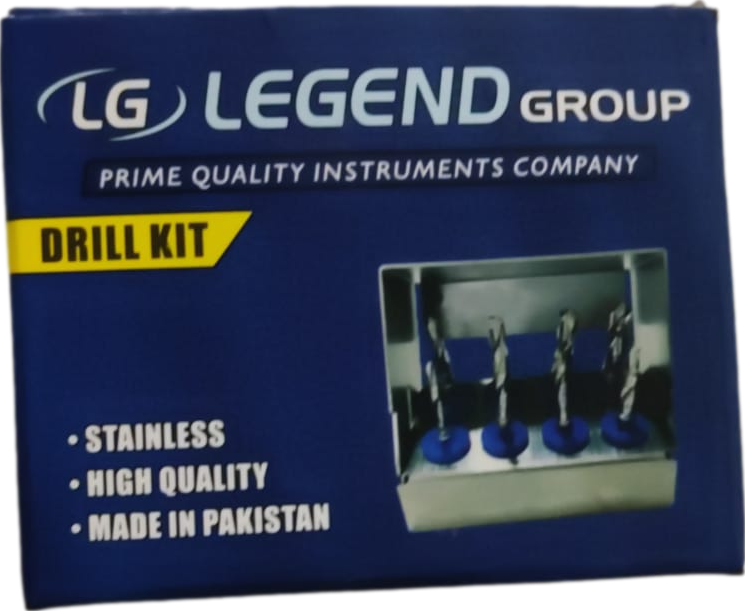 LG LEGEND GROUP
PRIME QUALITY INSTRUMENTS COMPANY
DRILL KIT
• STAINLESS
• HIGH QUALITY
• MADE IN PAKISTAN